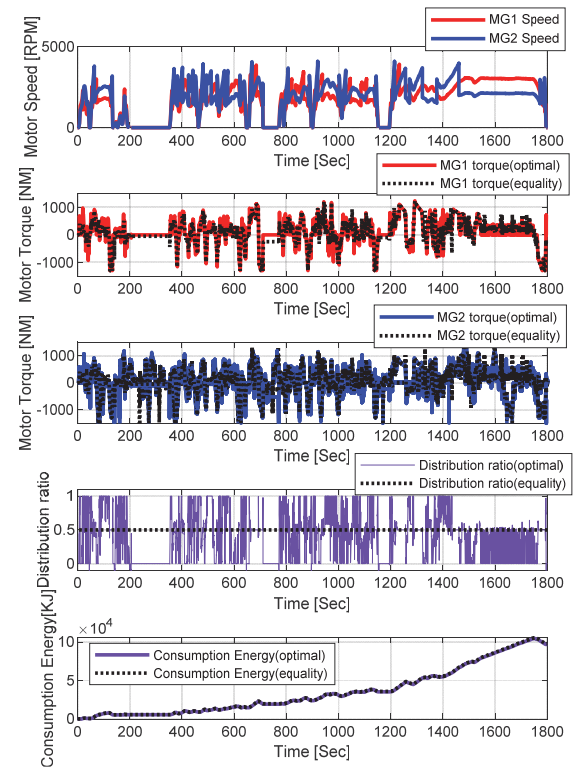 MG1 Speed
MG2 Speed
Motor Speed [RPM]
5000
0
0 200 400 600 800 1000 1200 1400 1600 1800
Time [Sec]
MG1 torque(optimal)
MG1 torque(equality)
Motor Torque [NM]
1000
0
-1000
0 200 400 600 800 1000 1200 1400 1600 1800
Time [Sec]
MG2 torque(optimal)
MG2 torque(equality)
Motor Torque [NM]
1000
0
-1000
0 200 400 600 800 1000 1200 1400 1600 1800
Time [Sec]
Distribution ratio(optimal)
Distribution ratio(equality)
Distribution ratio
1
0.5
0
0 200 400 600 800 1000 1200 1400 1600 1800
Time [Sec]
Consumption Energy[KJ]
×10⁴
10
5
0
Consumption Energy(optimal)
Consumption Energy(equality)
0 200 400 600 800 1000 1200 1400 1600 1800
Time [Sec]